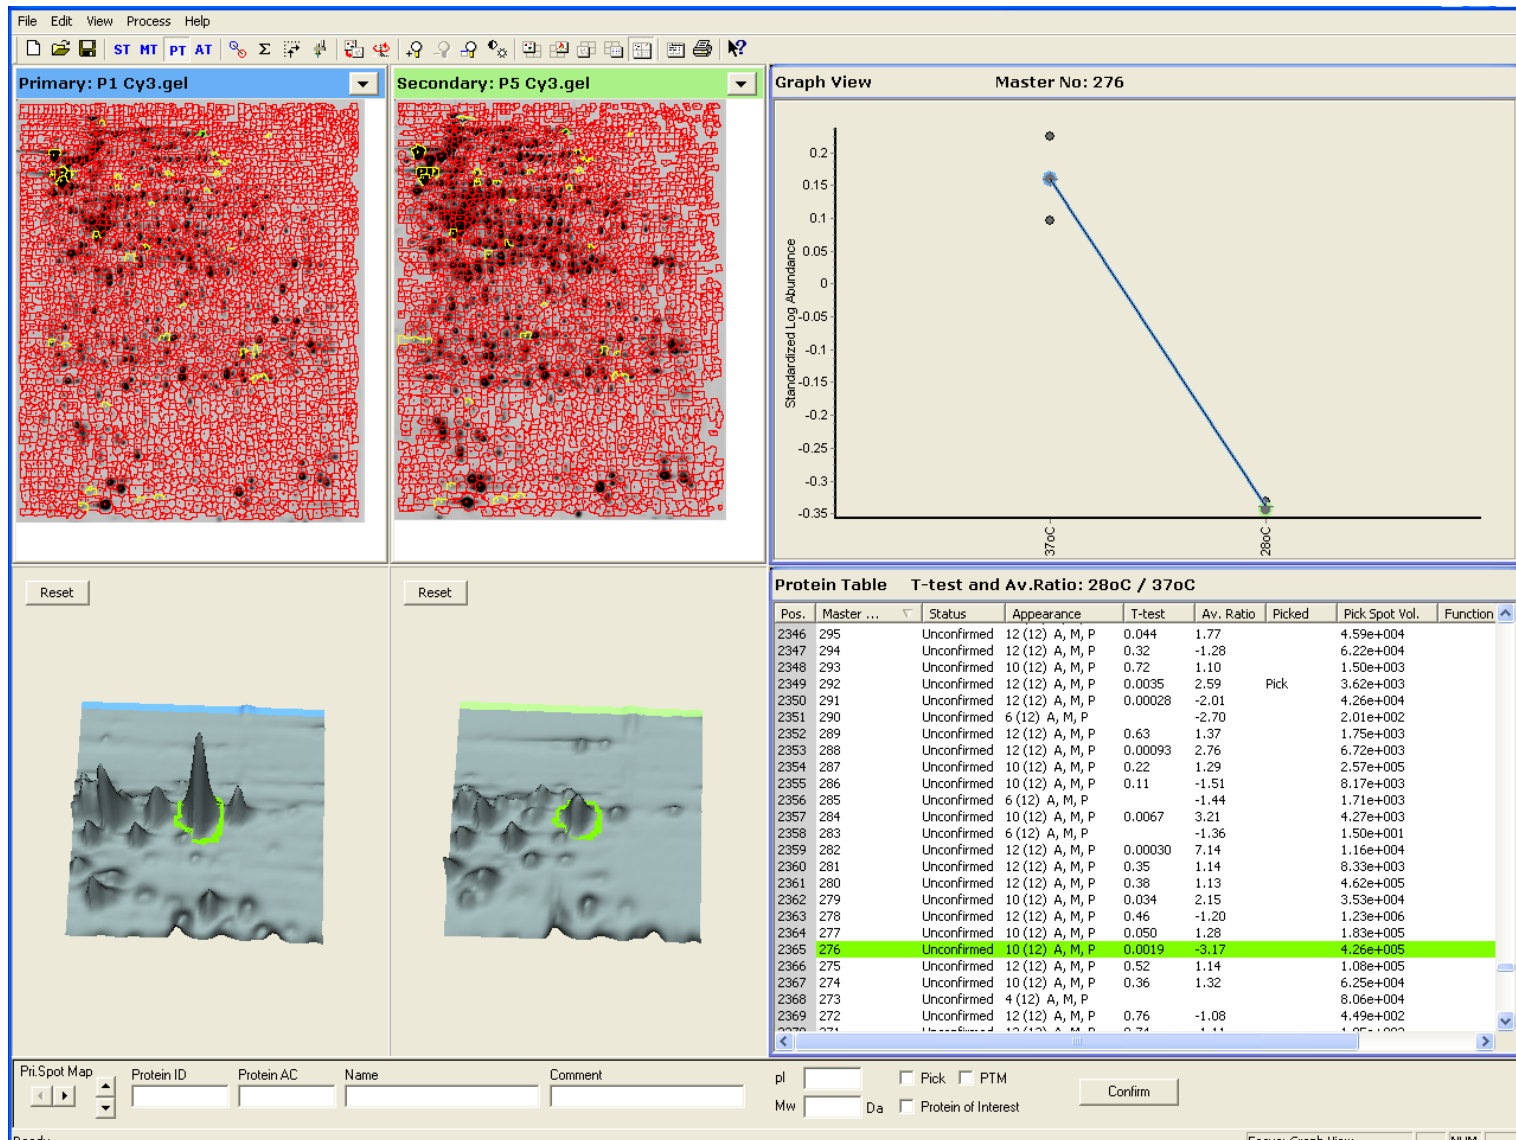 File Edit View Process Help
ST MT PT AT Σ
Primary: P1 Cy3.gel
Secondary: P5 Cy3.gel
Graph View Master No: 276
Standardized Log Abundance
0.2
0.15
0.1
0.05
0
-0.05
-0.1
-0.15
-0.2
-0.25
-0.3
-0.35
37oC
28oC
Reset
Reset
Protein Table T-test and Av.Ratio: 28oC / 37oC
Pos. Master ... Status Appearance T-test Av. Ratio Picked Pick Spot Vol. Function
2346 295 Unconfirmed 12 (12) A, M, P 0.044 1.77 4.59e+004
2347 294 Unconfirmed 12 (12) A, M, P 0.32 -1.28 6.22e+004
2348 293 Unconfirmed 10 (12) A, M, P 0.72 1.10 1.50e+003
2349 292 Unconfirmed 12 (12) A, M, P 0.0035 2.59 Pick 3.62e+003
2350 291 Unconfirmed 12 (12) A, M, P 0.00028 -2.01 4.26e+004
2351 290 Unconfirmed 6 (12) A, M, P -2.70 2.01e+002
2352 289 Unconfirmed 12 (12) A, M, P 0.63 1.37 1.75e+003
2353 288 Unconfirmed 12 (12) A, M, P 0.00093 2.76 6.72e+003
2354 287 Unconfirmed 10 (12) A, M, P 0.22 1.29 2.57e+005
2355 286 Unconfirmed 10 (12) A, M, P 0.11 -1.51 8.17e+003
2356 285 Unconfirmed 6 (12) A, M, P -1.44 1.71e+003
2357 284 Unconfirmed 10 (12) A, M, P 0.0067 3.21 4.27e+003
2358 283 Unconfirmed 6 (12) A, M, P -1.36 1.50e+001
2359 282 Unconfirmed 12 (12) A, M, P 0.00030 7.14 1.16e+004
2360 281 Unconfirmed 12 (12) A, M, P 0.35 1.14 8.33e+003
2361 280 Unconfirmed 12 (12) A, M, P 0.38 1.13 4.62e+005
2362 279 Unconfirmed 10 (12) A, M, P 0.034 2.15 3.53e+004
2363 278 Unconfirmed 12 (12) A, M, P 0.46 -1.20 1.23e+006
2364 277 Unconfirmed 10 (12) A, M, P 0.050 1.28 1.83e+005
2365 276 Unconfirmed 10 (12) A, M, P 0.0019 -3.17 4.26e+005
2366 275 Unconfirmed 12 (12) A, M, P 0.52 1.14 1.08e+005
2367 274 Unconfirmed 10 (12) A, M, P 0.36 1.32 6.25e+004
2368 273 Unconfirmed 4 (12) A, M, P 8.06e+004
2369 272 Unconfirmed 12 (12) A, M, P 0.76 -1.08 4.49e+002
Pri.Spot Map Protein ID Protein AC Name Comment
pI Pick PTM
Mw Da Protein of Interest
Confirm